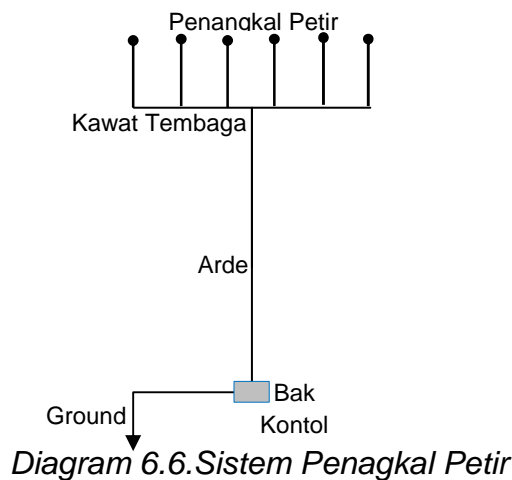 Penangkal Petir
Kawat Tembaga
Arde
Bak
Kontol
Ground
Diagram 6.6.Sistem Penagkal Petir